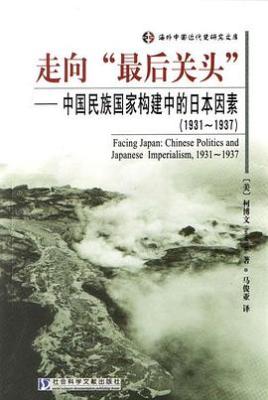 海外中国近代史研究文库
走向“最后关头”
——中国民族国家构建中的日本因素
(1931～1937)
Facing Japan: Chinese Politics and
Japanese Imperialism, 1931～1937
[美] 柯博文 著
马俊亚 译
社会科学文献出版社